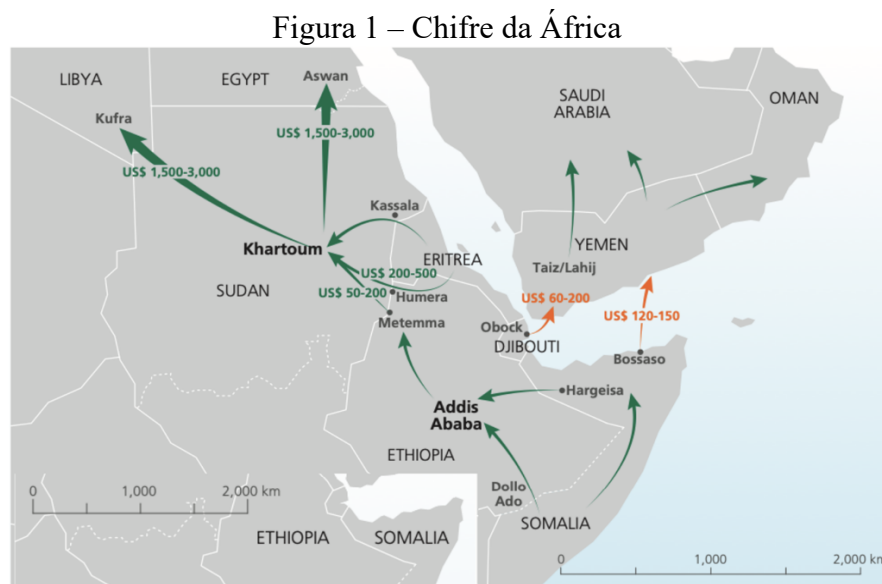 Figura 1 – Chifre da África
LIBYA
EGYPT
Aswan
SAUDI
ARABIA
OMAN
Kufra
US$ 1,500-3,000
US$ 1,500-3,000
Kassala
Khartoum
ERITREA
YEMEN
Taiz/Lahij
US$ 200-500
SUDAN
US$ 50-200
Humera
US$ 60-200
US$ 120-150
Metemma
Obock
DJIBOUTI
Bossaso
Hargeisa
Addis
Ababa
ETHIOPIA
Dollo
Ado
SOMALIA
0 1,000 2,000 km
ETHIOPIA
SOMALIA
0 1,000 2,000 km